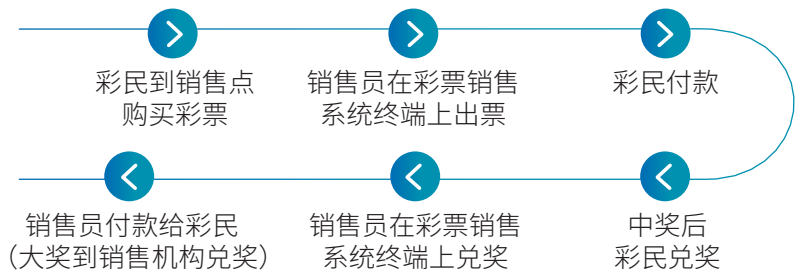 彩民到销售点
购买彩票
销售员在彩票销售
系统终端上出票
彩民付款
中奖后
彩民兑奖
销售员在彩票销售
系统终端上兑奖
销售员付款给彩民
（大奖到销售机构兑奖）